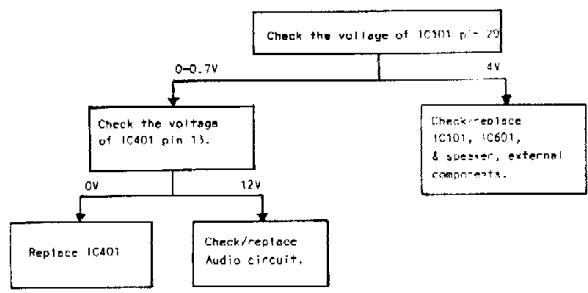 Check the voltage of IC101 pin 20
0-0.7V
4V
Check the voltage
of IC401 pin 13.
Check/replace
IC101, IC601,
& speaker, external
components.
0V
12V
Replace IC401
Check/replace
Audio circuit.